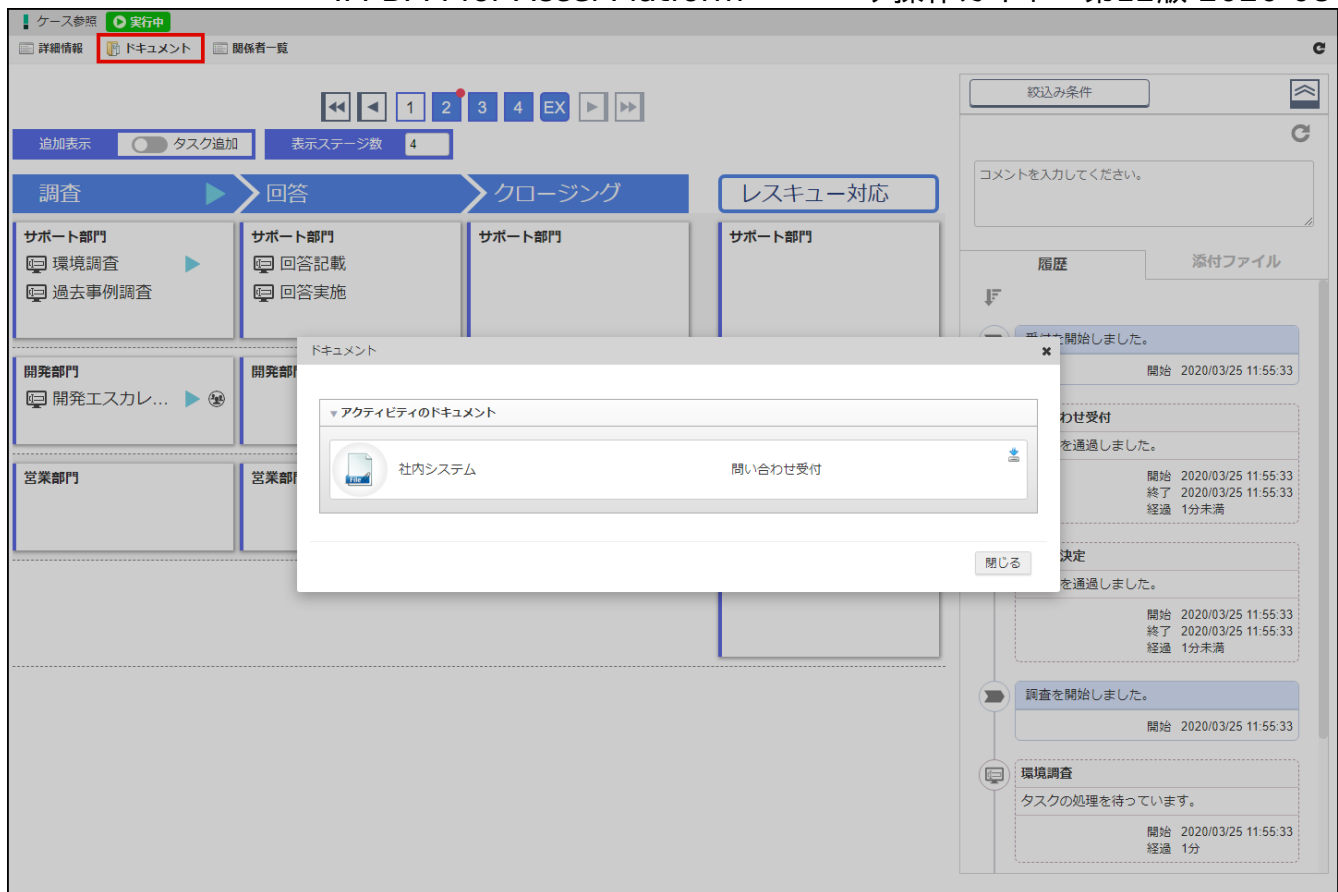 ケース参照 実行中
詳細情報 ドキュメント 関係者一覧
1 2 3 4 EX
追加表示 タスク追加 表示ステージ数 4
調査 回答 クロージング レスキュー対応
サポート部門 サポート部門 サポート部門 サポート部門
環境調査 回答記載
過去事例調査 回答実施
開発部門 開発部
開発エスカレ...
営業部門 営業部
ドキュメント
アクティビティのドキュメント
File 社内システム 問い合わせ受付
閉じる
絞込み条件
コメントを入力してください。
履歴 添付ファイル
を開始しました。
開始 2020/03/25 11:55:33
わせ受付
を通過しました。
開始 2020/03/25 11:55:33
終了 2020/03/25 11:55:33
経過 1分未満
決定
を通過しました。
開始 2020/03/25 11:55:33
終了 2020/03/25 11:55:33
経過 1分未満
調査を開始しました。
開始 2020/03/25 11:55:33
環境調査
タスクの処理を待っています。
開始 2020/03/25 11:55:33
経過 1分